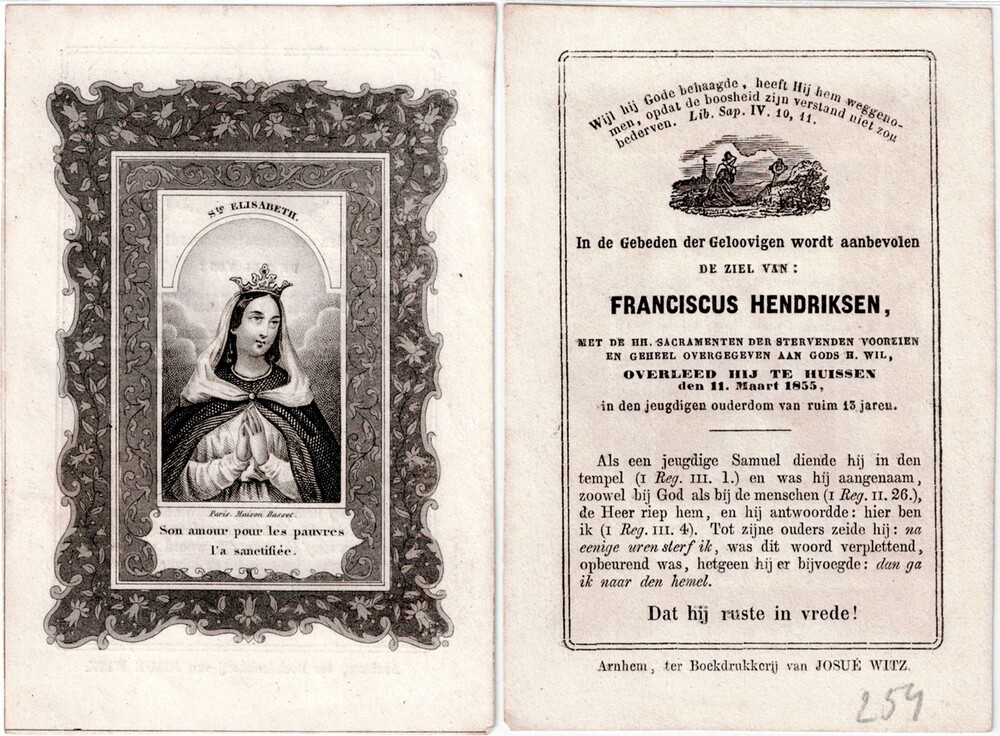 Ste ELISABETH.
Paris. Maison Basset.
Son amour pour les pauvres
l'a sanctifiée.
Wijl hij Gode behaagde, heeft Hij hem weggeno-
men, opdat de boosheid zijn verstand niet zou
bederven. Lib. Sap. IV. 10, 11.
In de Gebeden der Geloovigen wordt aanbevolen
DE ZIEL VAN:
FRANCISCUS HENDRIKSEN,
MET DE HH. SACRAMENTEN DER STERVENDEN VOORZIEN
EN GEHEEL OVERGEGEVEN AAN GODS H. WIL,
OVERLEED HIJ TE HUISSEN
den 11. Maart 1855,
in den jeugdigen ouderdom van ruim 13 jaren.
Als een jeugdige Samuel diende hij in den
tempel (I Reg. III. 1.) en was hij aangenaam,
zoowel bij God als bij de menschen (I Reg. II. 26.),
de Heer riep hem, en hij antwoordde: hier ben
ik (I Reg. III. 4). Tot zijne ouders zeide hij: na
eenige uren sterf ik, was dit woord verplettend,
opbeurend was, hetgeen hij er bijvoegde: dan ga
ik naar den hemel.
Dat hij ruste in vrede!
Arnhem, ter Boekdrukkerij van JOSUÉ WITZ.
254